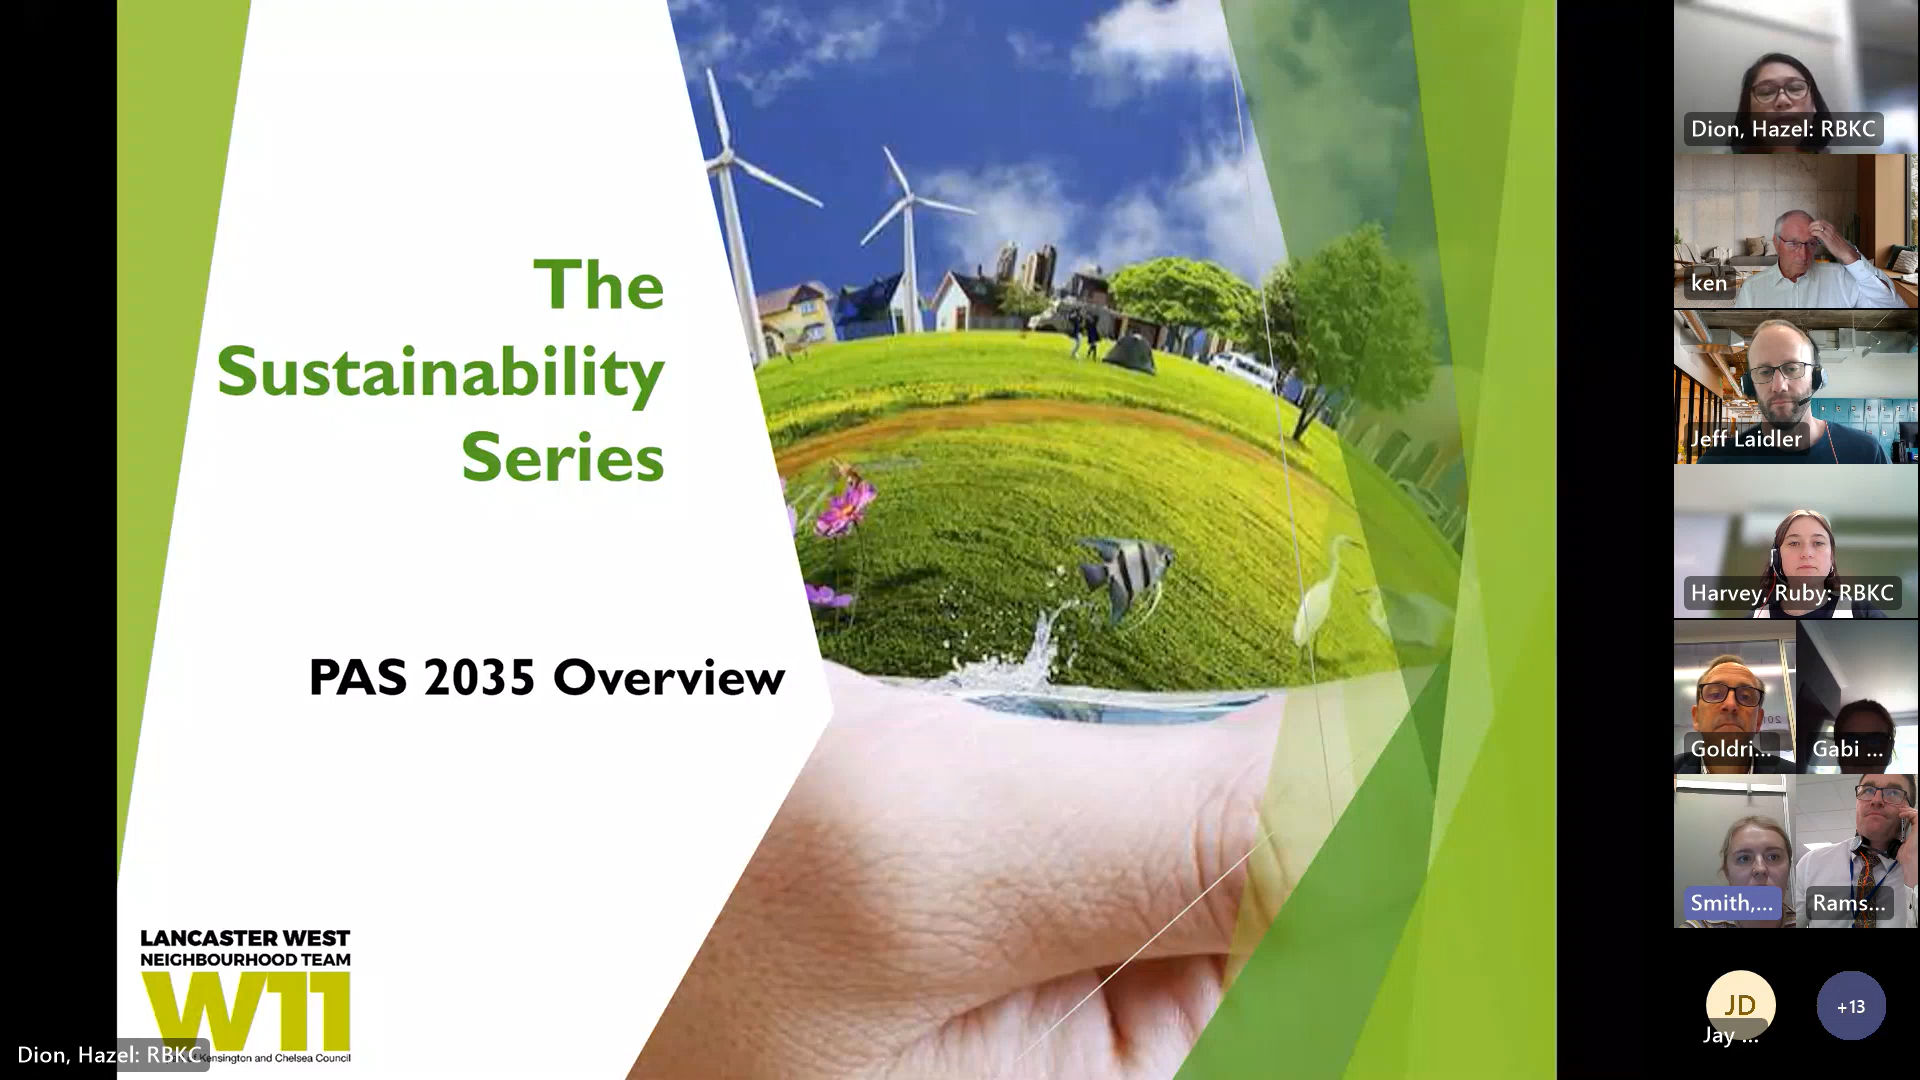 The
Sustainability
Series
PAS 2035 Overview
LANCASTER WEST
NEIGHBOURHOOD TEAM
W11
Kensington and Chelsea Council
Dion, Hazel: RBKC
Dion, Hazel: RBKC
ken
Jeff Laidler
Harvey, Ruby: RBKC
Goldri...
Gabi ...
Smith,...
Rams...
JD
Jay ...
+13